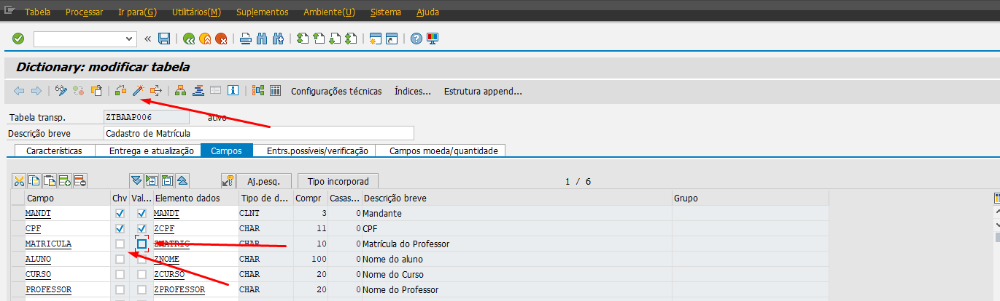 Tabela Processar Ir para(G) Utilitários(M) Suplementos Ambiente(U) Sistema Ajuda
Dictionary: modificar tabela
Configurações técnicas Índices... Estrutura append...
Tabela transp. ZTBAAP006 ativo
Descrição breve Cadastro de Matrícula
Características Entrega e atualização Campos Entrs.possíveis/verificação Campos moeda/quantidade
Aj.pesq. Tipo incorporad 1 / 6
Campo Chv Val... Elemento dados Tipo de d... Compr Casas... Descrição breve Grupo
MANDT MANDT CLNT 3 0 Mandante
CPF ZCPF CHAR 11 0 CPF
MATRICULA ZMATRIC CHAR 10 0 Matrícula do Professor
ALUNO ZNOME CHAR 100 0 Nome do aluno
CURSO ZCURSO CHAR 20 0 Nome do Curso
PROFESSOR ZPROFESSOR CHAR 20 0 Nome do Professor